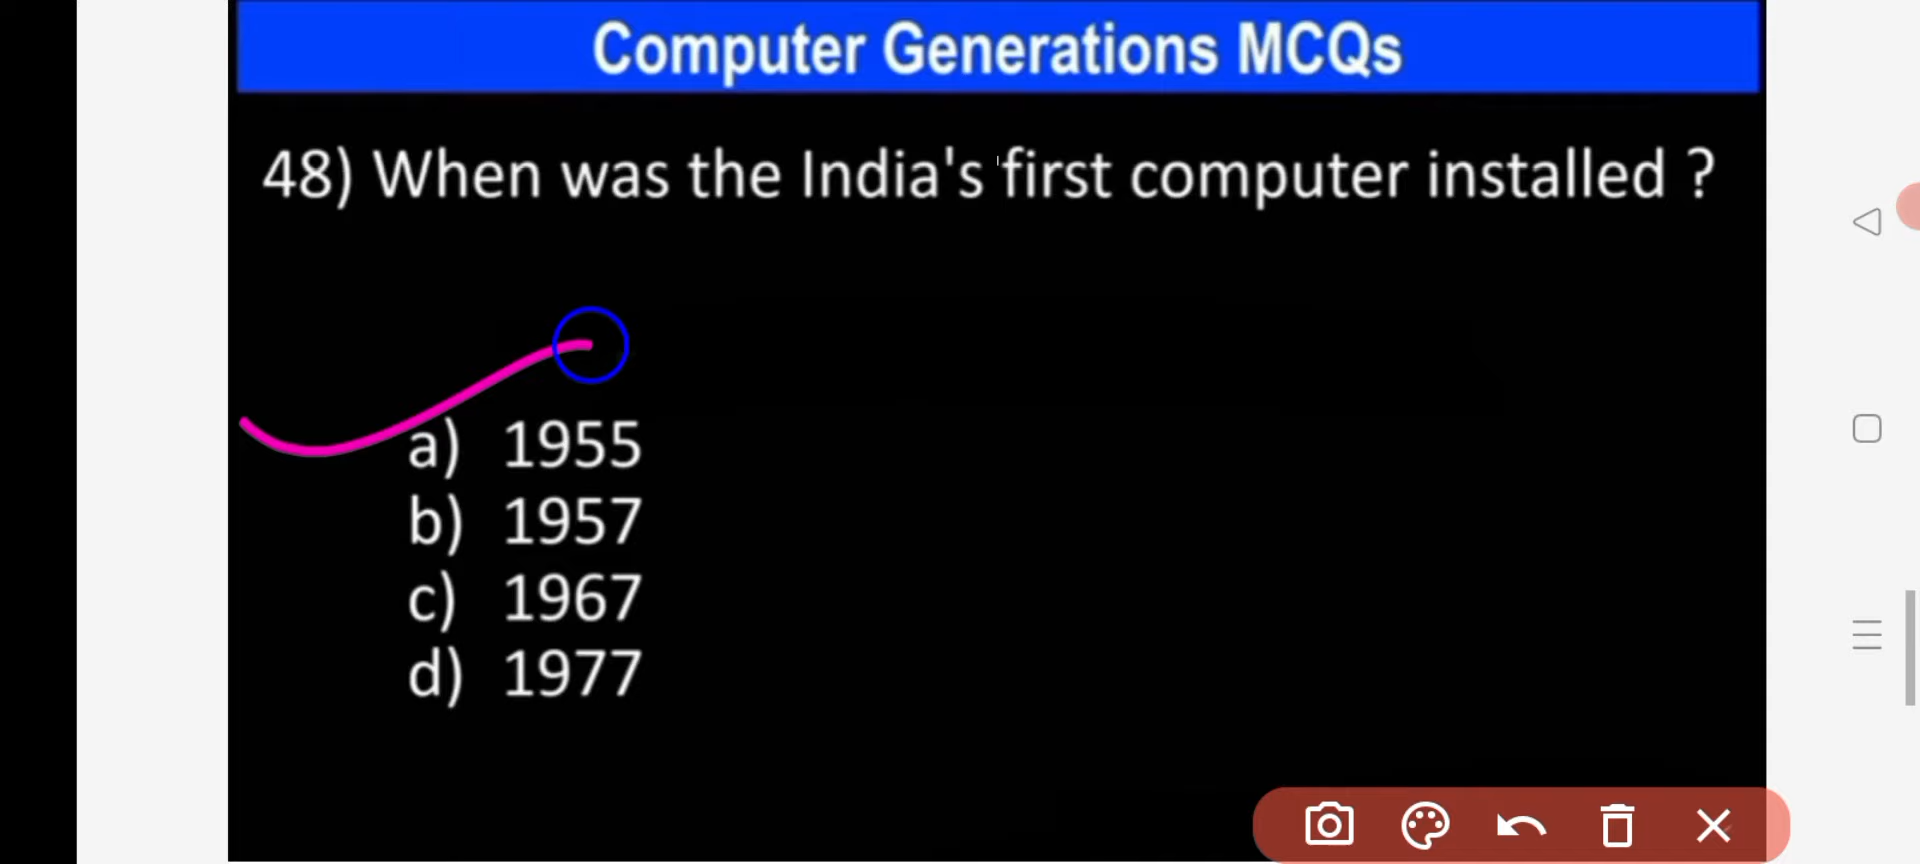 Computer Generations MCQs
48) When was the India's first computer installed ?
a) 1955
b) 1957
c) 1967
d) 1977